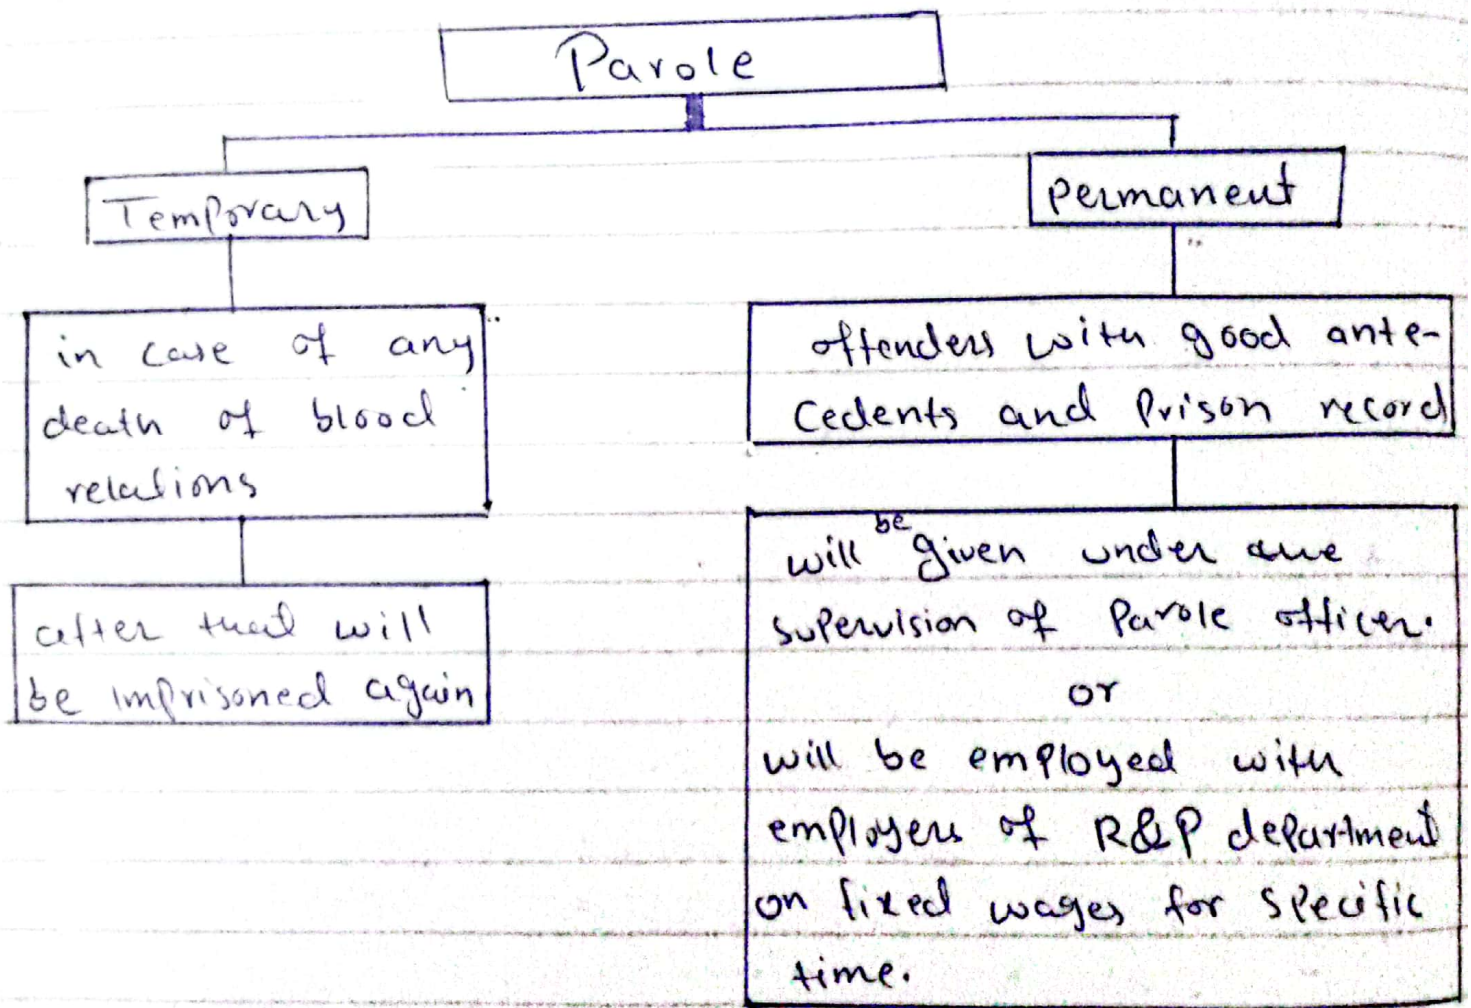 Parole
Temporary
Permanent
in case of any
death of blood
relations
after that will
be imprisoned again
offenders with good ante-
cedents and Prison record
will be given under due
supervision of Parole officer.
or
will be employed with
employers of R&P department
on fixed wages for specific
time.